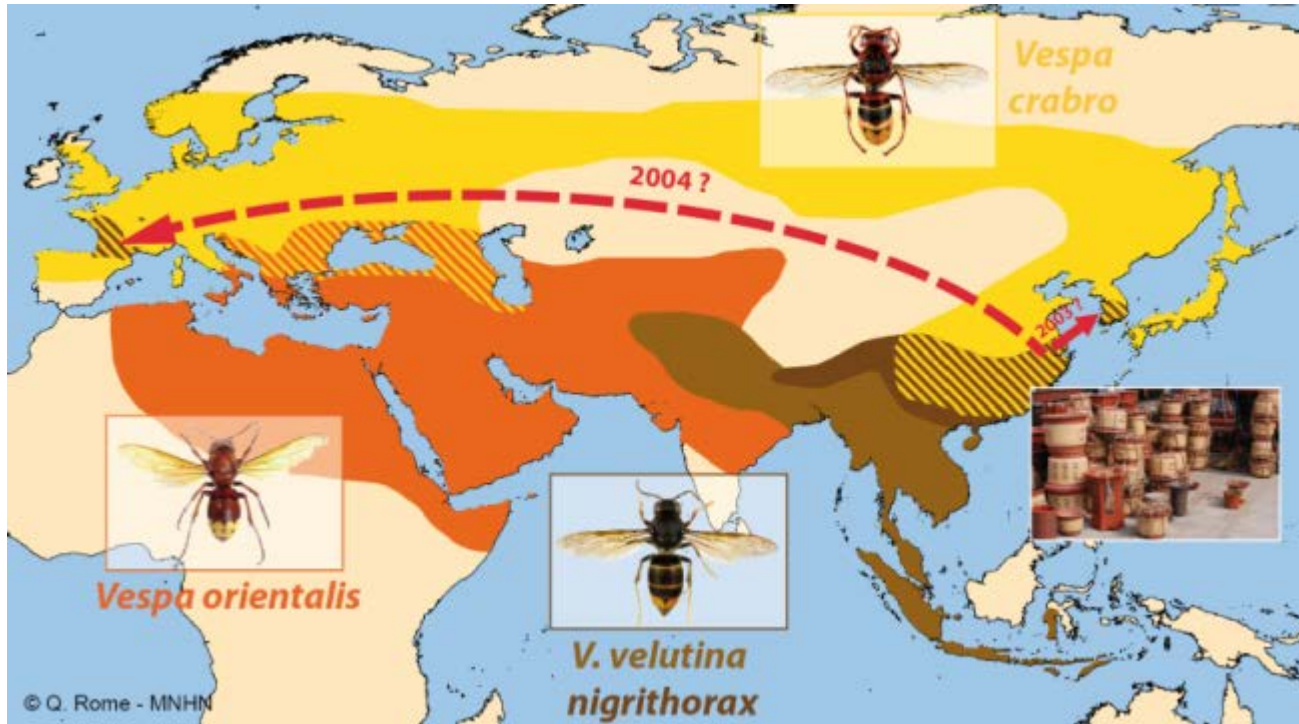 Vespa
crabro
2004 ?
2003 ?
Vespa orientalis
V. velutina
nigrithorax
© Q. Rome - MNHN